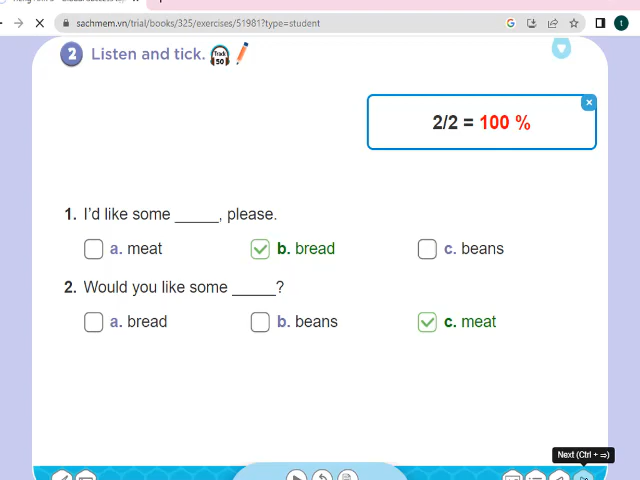 sachmem.vn/trial/books/325/exercises/51981?type=student
t
2 Listen and tick. Track 50
2/2 = 100 %
1. I'd like some _____, please.
a. meat b. bread c. beans
2. Would you like some _____?
a. bread b. beans c. meat
Next (Ctrl + ⇒)